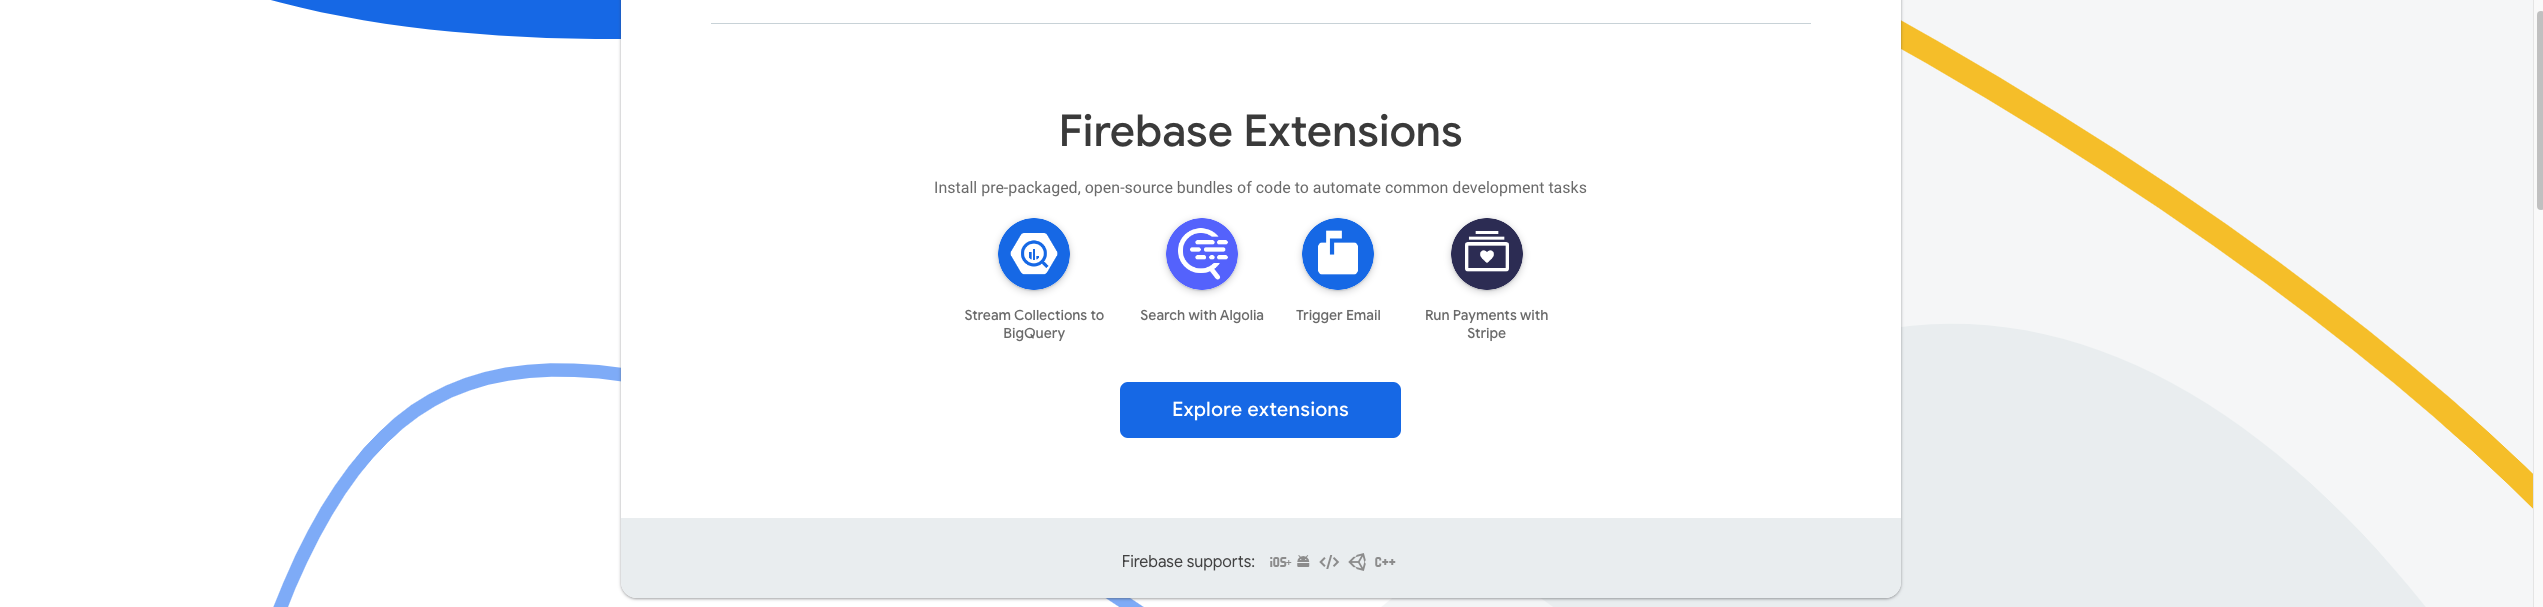 Firebase Extensions
Install pre-packaged, open-source bundles of code to automate common development tasks
Stream Collections to
BigQuery
Search with Algolia
Trigger Email
Run Payments with
Stripe
Explore extensions
Firebase supports: iOS+ </> C++